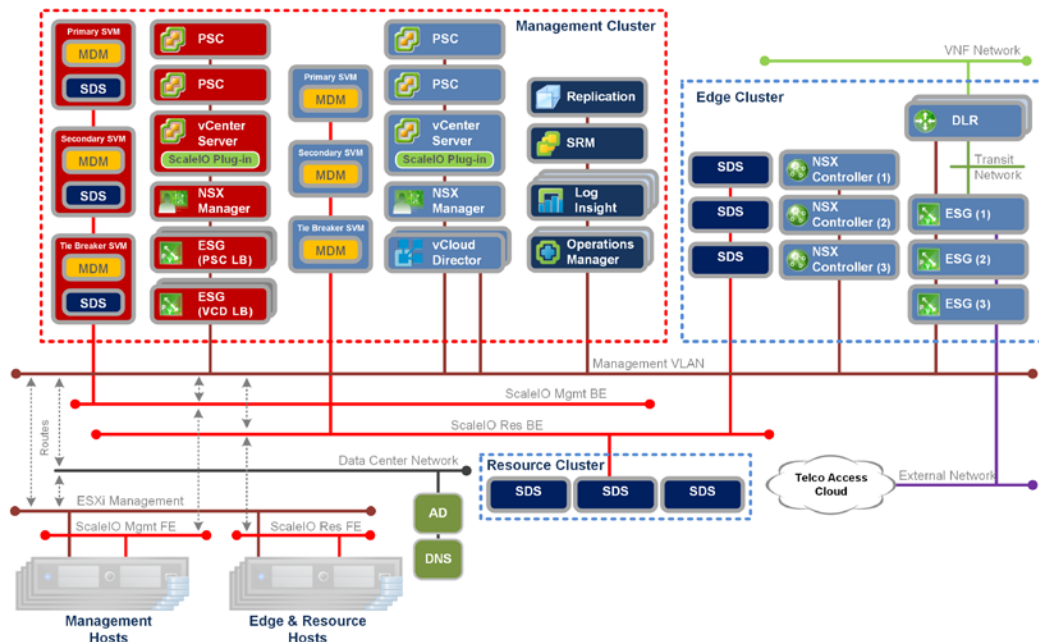 Management Cluster
Primary SVM
MDM
SDS
Secondary SVM
MDM
SDS
Tie Breaker SVM
MDM
SDS
PSC
PSC
vCenter
Server
ScaleIO Plug-in
NSX
Manager
ESG
(PSC LB)
ESG
(VCD LB)
Primary SVM
MDM
Secondary SVM
MDM
Tie Breaker SVM
MDM
PSC
PSC
vCenter
Server
ScaleIO Plug-in
NSX
Manager
vCloud
Director
Replication
SRM
Log
Insight
Operations
Manager
VNF Network
Edge Cluster
SDS
SDS
SDS
NSX
Controller (1)
NSX
Controller (2)
NSX
Controller (3)
DLR
Transit
Network
ESG (1)
ESG (2)
ESG (3)
Management VLAN
ScaleIO Mgmt BE
ScaleIO Res BE
Routes
Data Center Network
ESXi Management
ScaleIO Mgmt FE
ScaleIO Res FE
AD
DNS
Resource Cluster
SDS
SDS
SDS
Telco Access
Cloud
External Network
Management
Hosts
Edge & Resource
Hosts